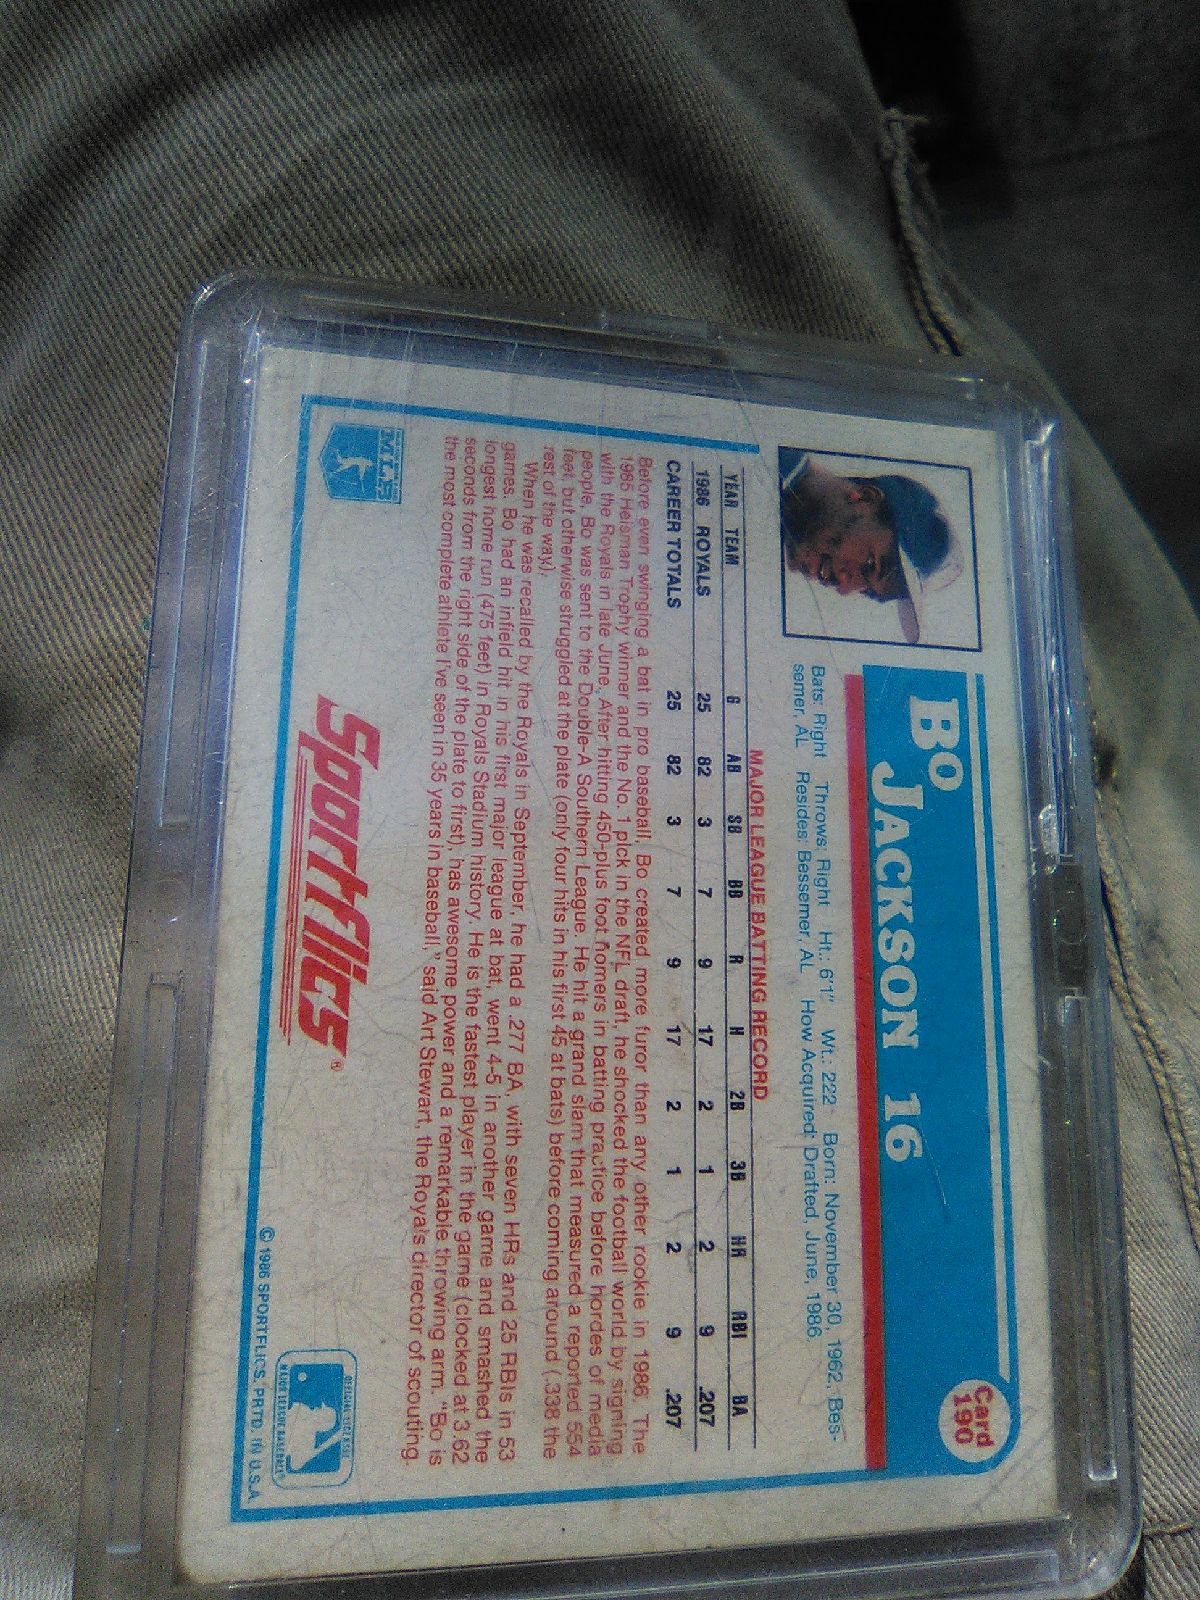 Card
190
BO JACKSON 16
Bats: Right Throws: Right Ht.: 6'1" Wt.: 222 Born: November 30, 1962, Bes-
semer, AL Resides: Bessemer, AL How Acquired: Drafted, June, 1986
MAJOR LEAGUE BATTING RECORD
YEAR TEAM G AB SB BB R H 2B 3B HR RBI BA
1986 ROYALS 25 82 3 7 9 17 2 1 2 9 .207
CAREER TOTALS 25 82 3 7 9 17 2 1 2 9 .207
Before even swinging a bat in pro baseball, Bo created more furor than any other rookie in 1986. The
1985 Heisman Trophy winner and the No. 1 pick in the NFL draft, he shocked the football world by signing
with the Royals in late June. After hitting 450-plus foot homers in batting practice before hordes of media
people, Bo was sent to the Double-A Southern League. He hit a grand slam that measured a reported 554
feet, but otherwise struggled at the plate (only four hits in his first 45 at bats) before coming around (.338 the
rest of the way).
When he was recalled by the Royals in September, he had a .277 BA, with seven HRs and 25 RBIs in 53
games. Bo had an infield hit in his first major league at bat, went 4-5 in another game and smashed the
longest home run (475 feet) in Royals Stadium history. He is the fastest player in the game (clocked at 3.62
seconds from the right side of the plate to first), has awesome power and a remarkable throwing arm. "Bo is
the most complete athlete I've seen in 35 years in baseball," said Art Stewart, the Royals director of scouting.
Sportflics®
© 1986 SPORTFLICS, PRTD. IN U.S.A.